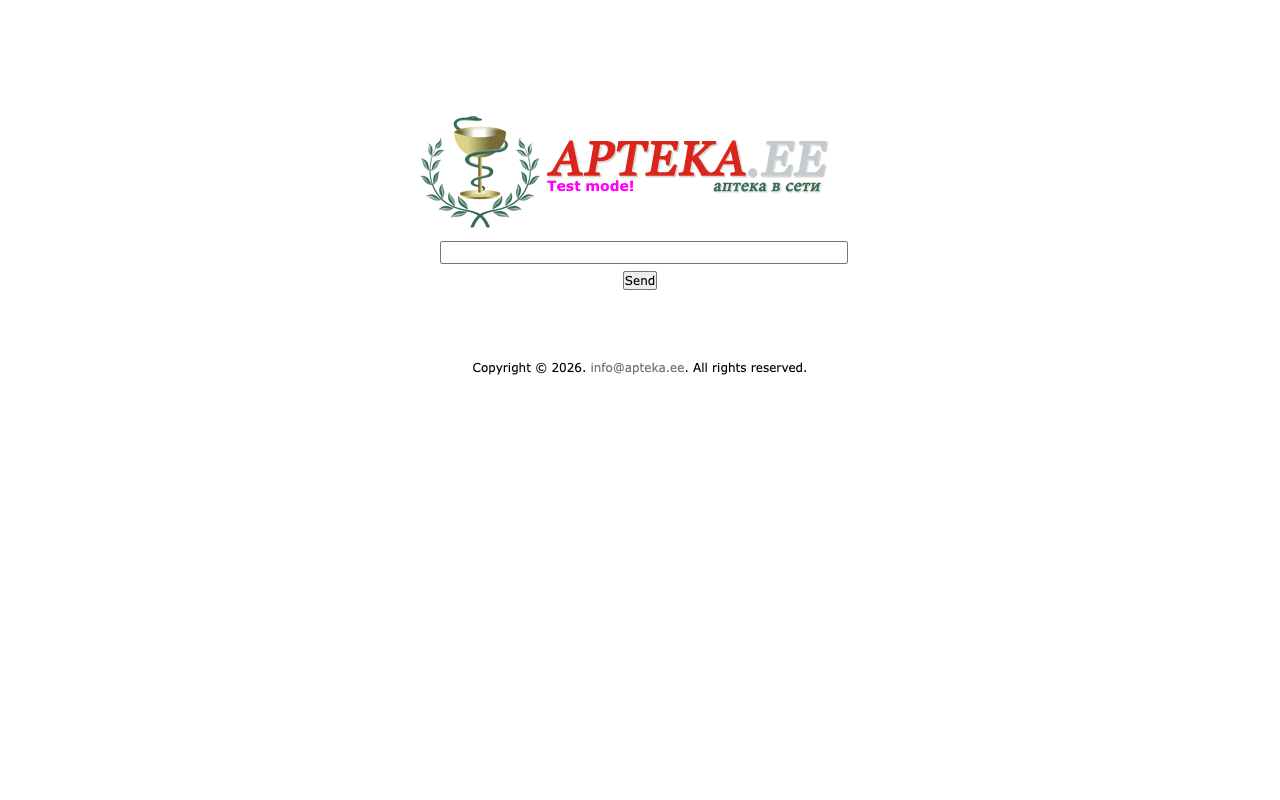 APTEKA.EE
Test mode! аптека в сети
Send
Copyright © 2026. info@apteka.ee. All rights reserved.